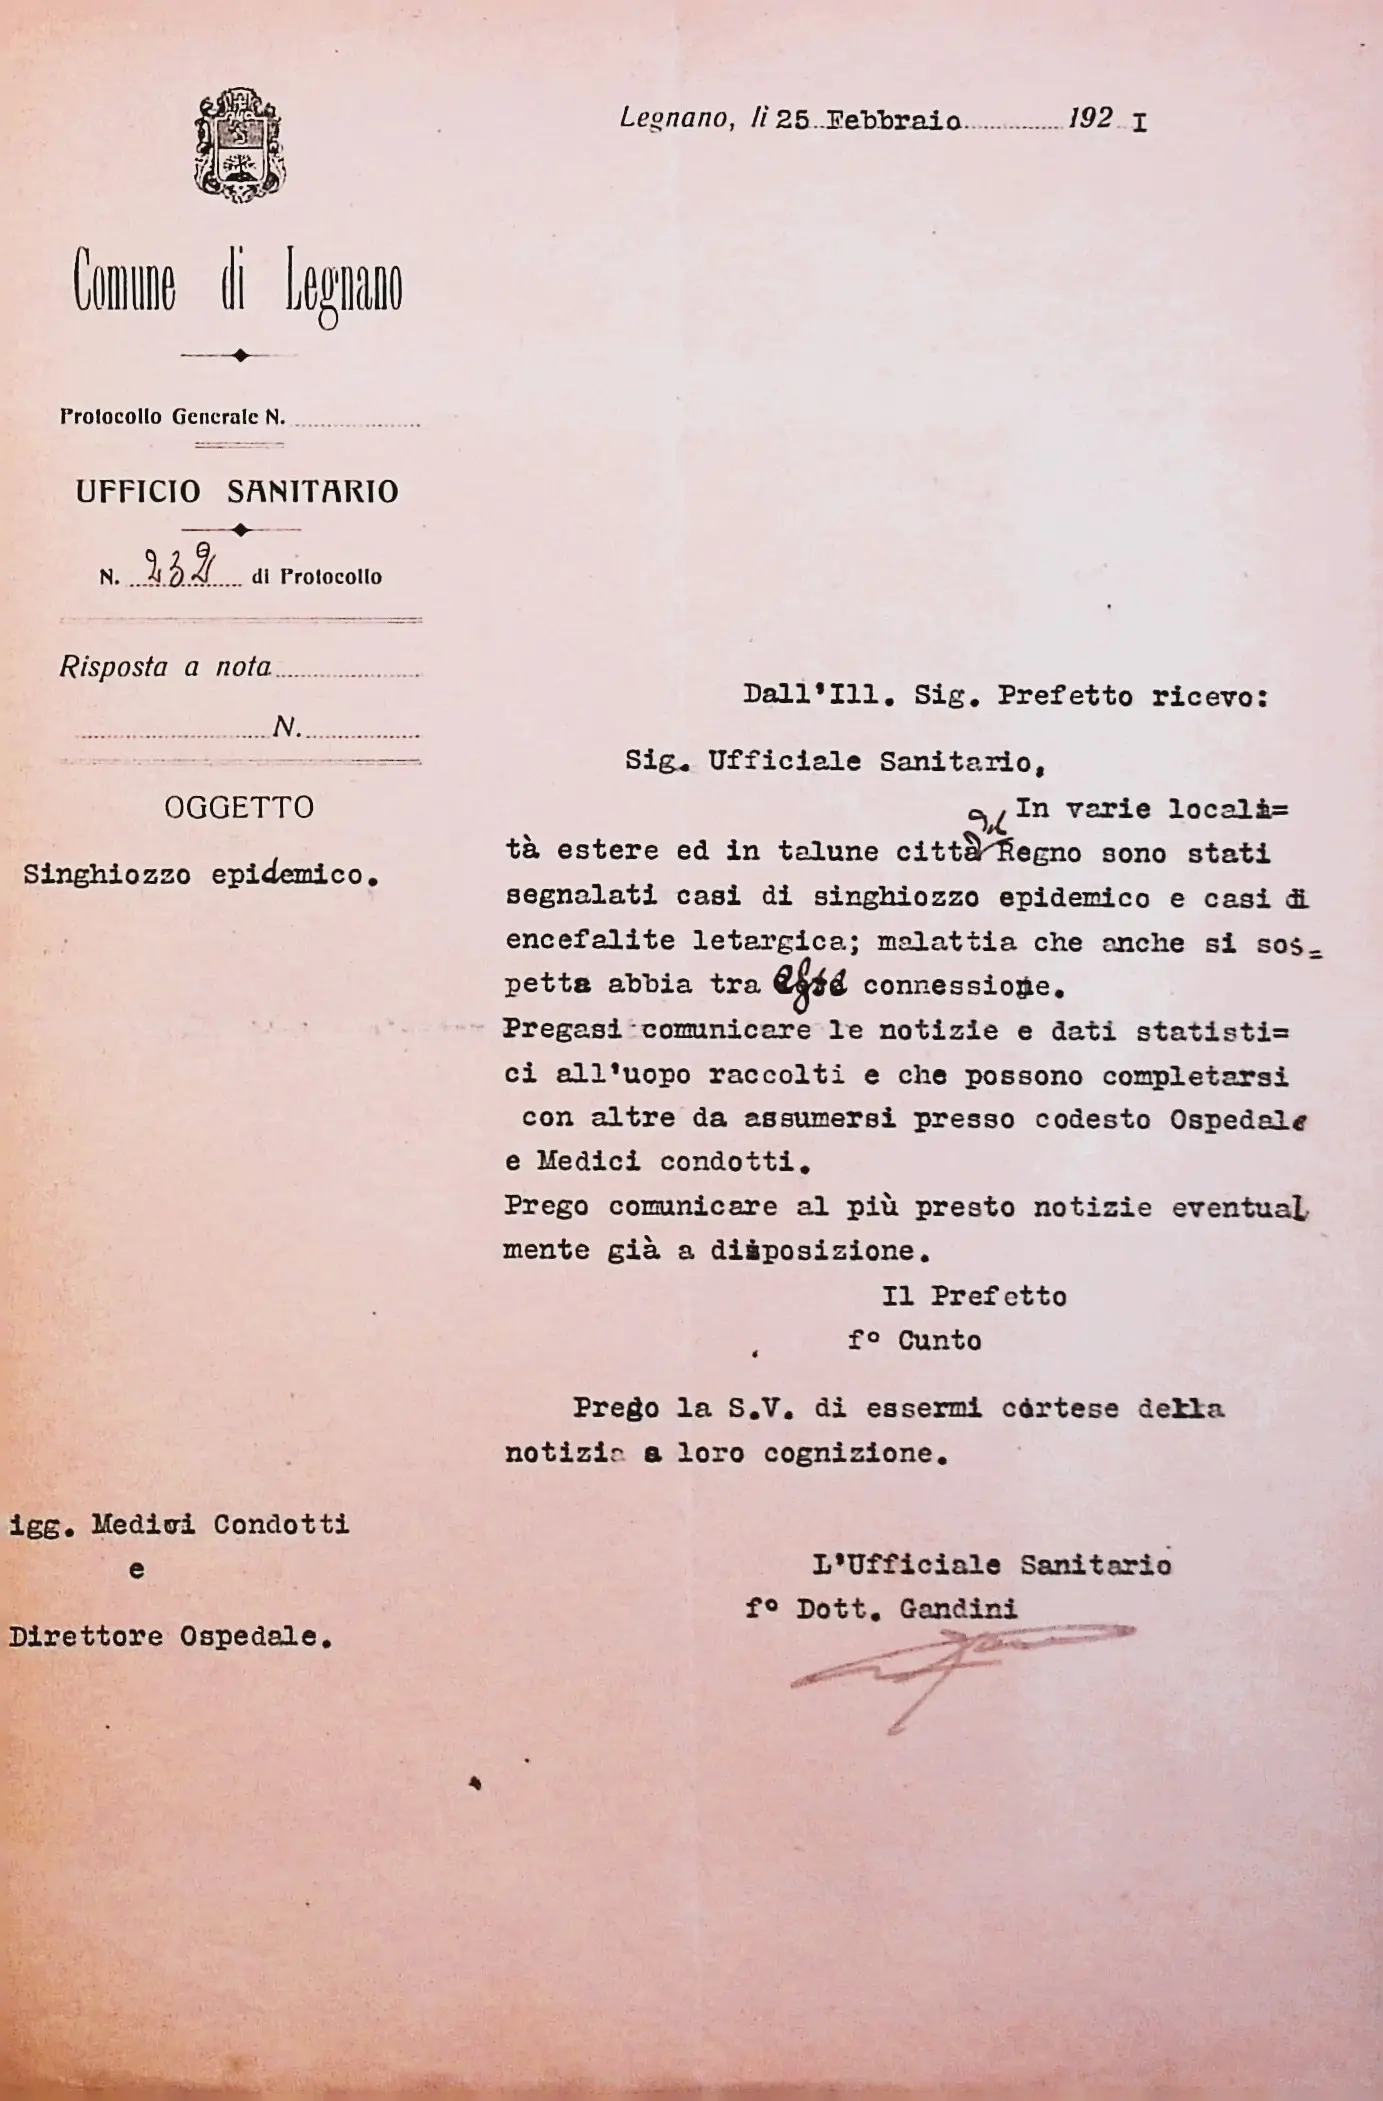 Legnano, lì 25 Febbraio 192 I
Comune di Legnano
Protocollo Generale N.
UFFICIO SANITARIO
N. 232 di Protocollo
Risposta a nota
N.
OGGETTO
Singhiozzo epidemico.
Dall'Ill. Sig. Prefetto ricevo:
Sig. Ufficiale Sanitario,
In varie locali=
tà estere ed in talune città del Regno sono stati
segnalati casi di singhiozzo epidemico e casi di
encefalite letargica; malattia che anche si sos=
petta abbia tra esse connessione.
Pregasi comunicare le notizie e dati statisti=
ci all'uopo raccolti e che possono completarsi
con altre da assumersi presso codesto Ospedale
e Medici condotti.
Prego comunicare al più presto notizie eventual
mente già a disposizione.
Il Prefetto
fº Cunto
Prego la S.V. di essermi cortese della
notizia a loro cognizione.
igg. Medici Condotti
e
Direttore Ospedale.
L'Ufficiale Sanitario
fº Dott. Gandini